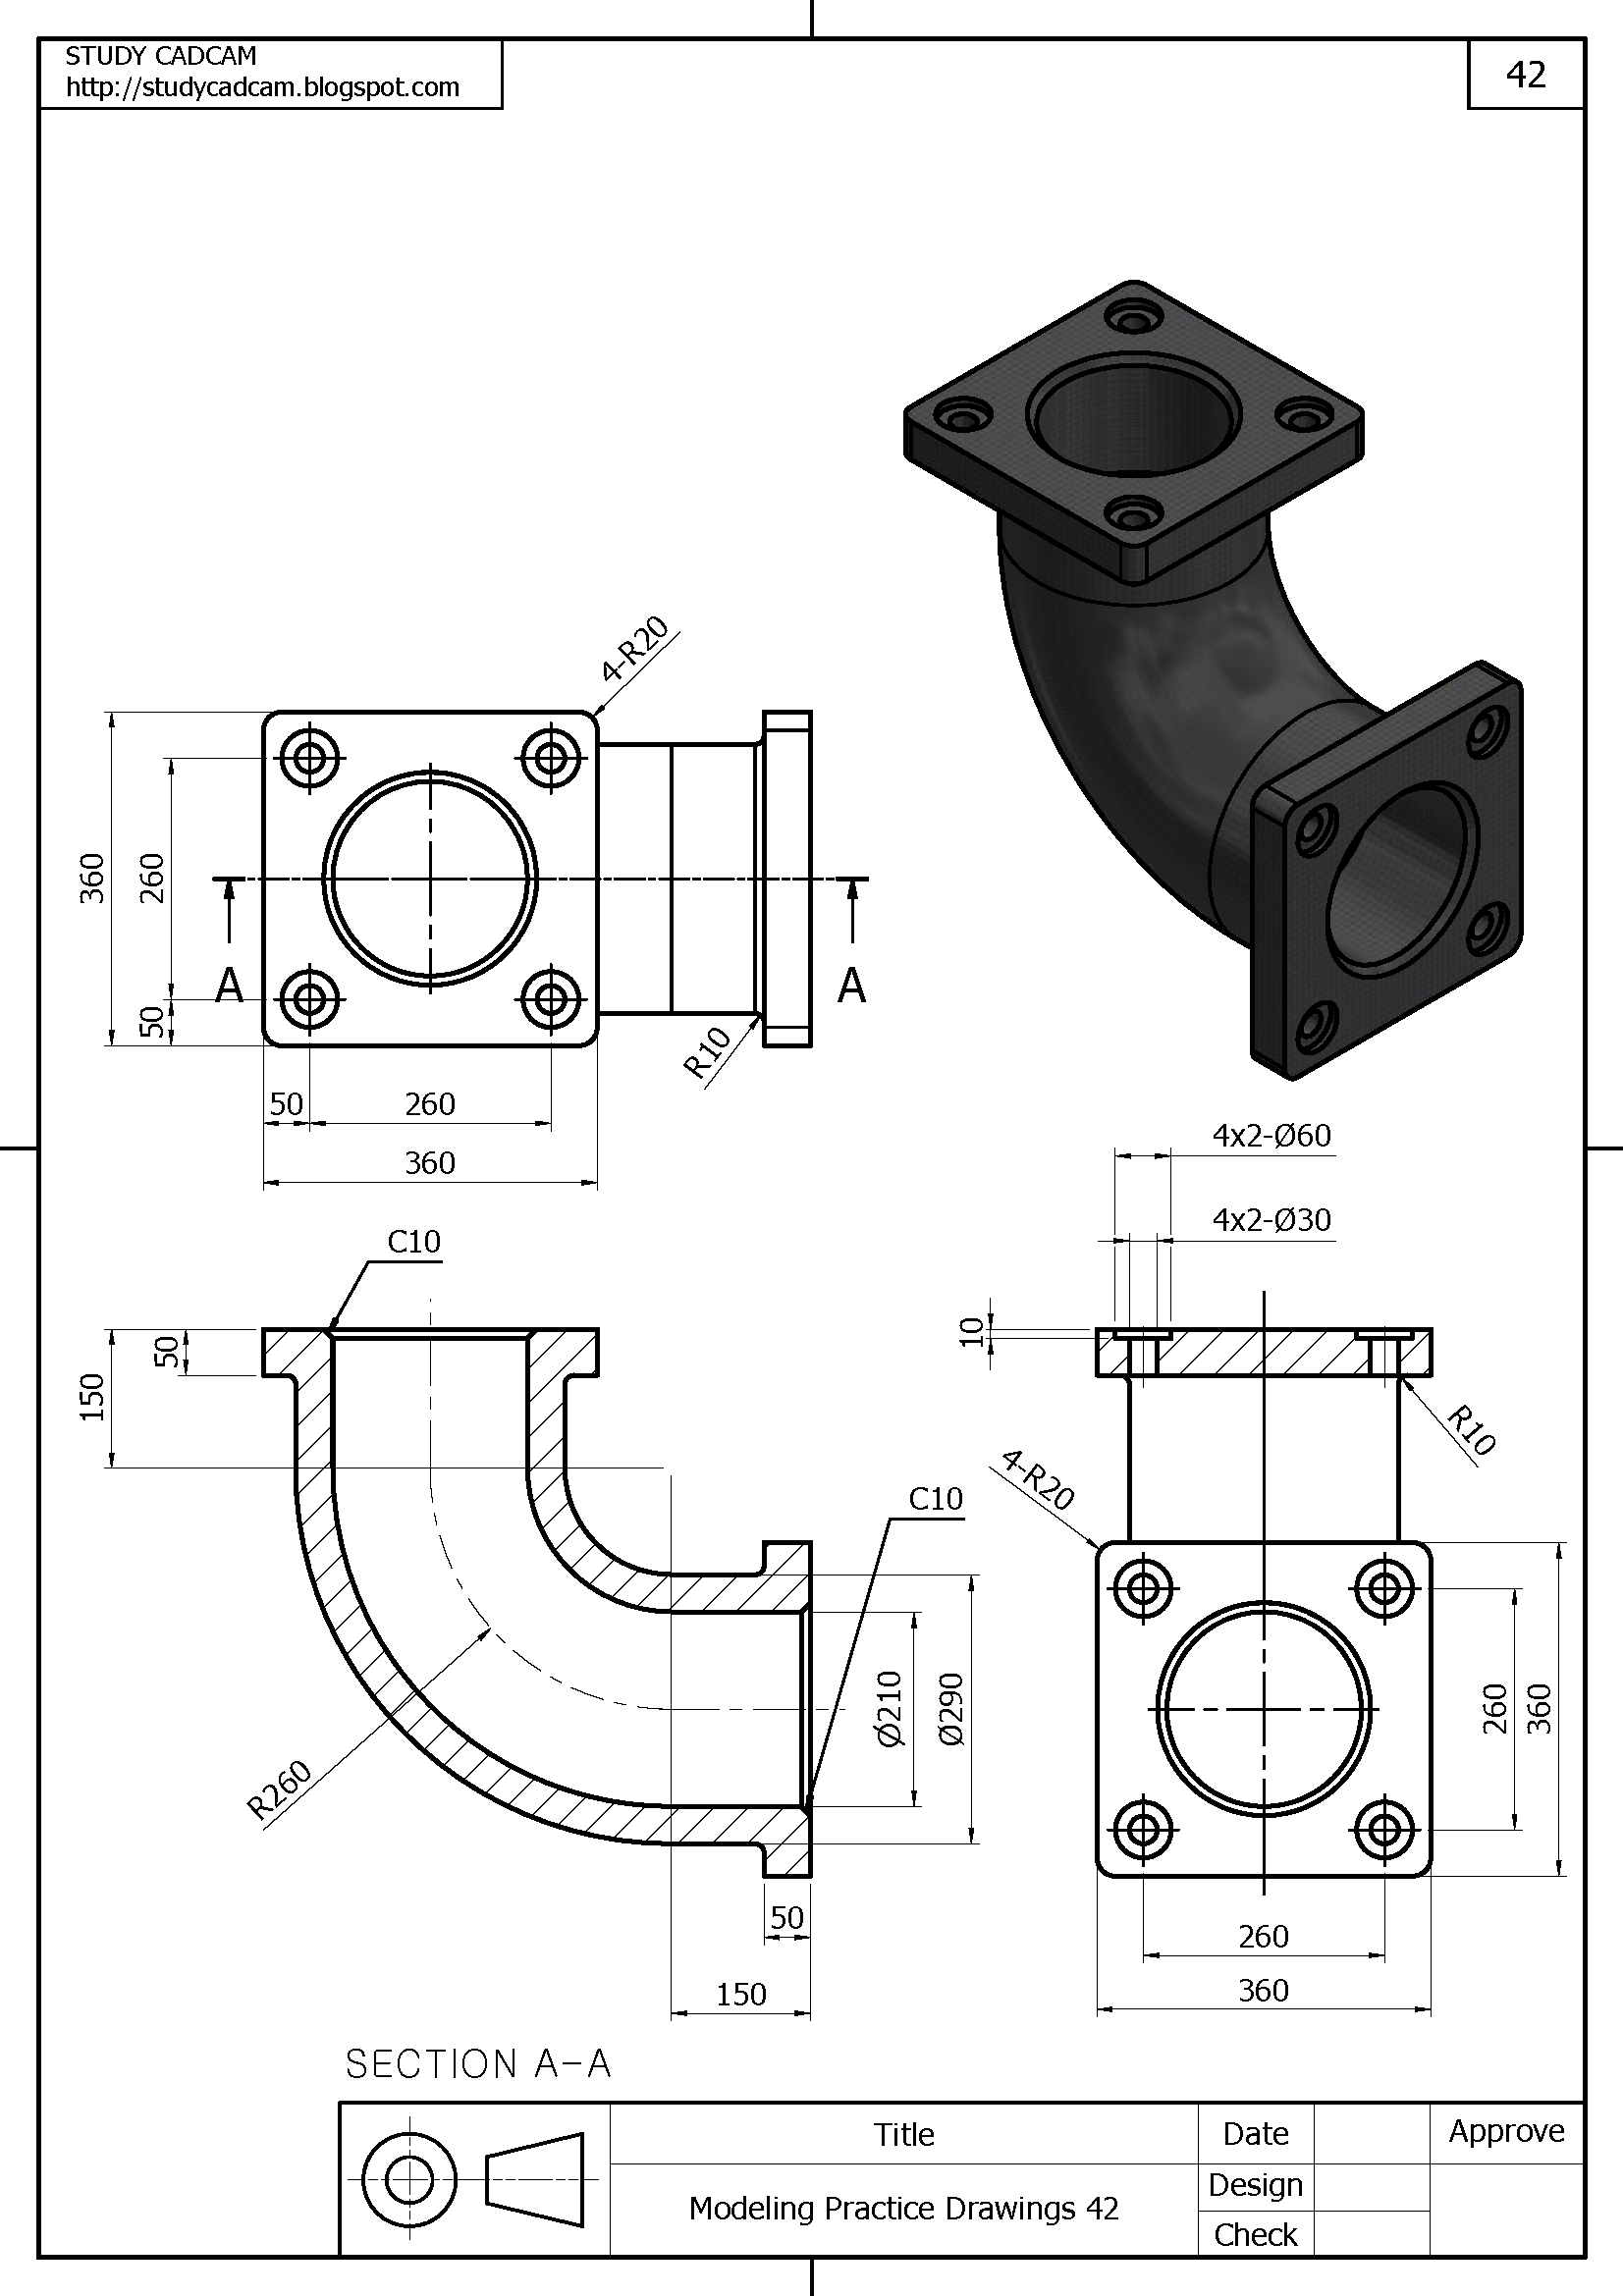 STUDY CADCAM
http://studycadcam.blogspot.com
42
4-R20
360
260
50
A
A
R10
50
260
360
4x2-Ø60
4x2-Ø30
C10
50
150
10
R10
4-R20
C10
R260
Ø210
Ø290
260
360
50
150
260
360
SECTION A-A
Title
Date
Approve
Modeling Practice Drawings 42
Design
Check